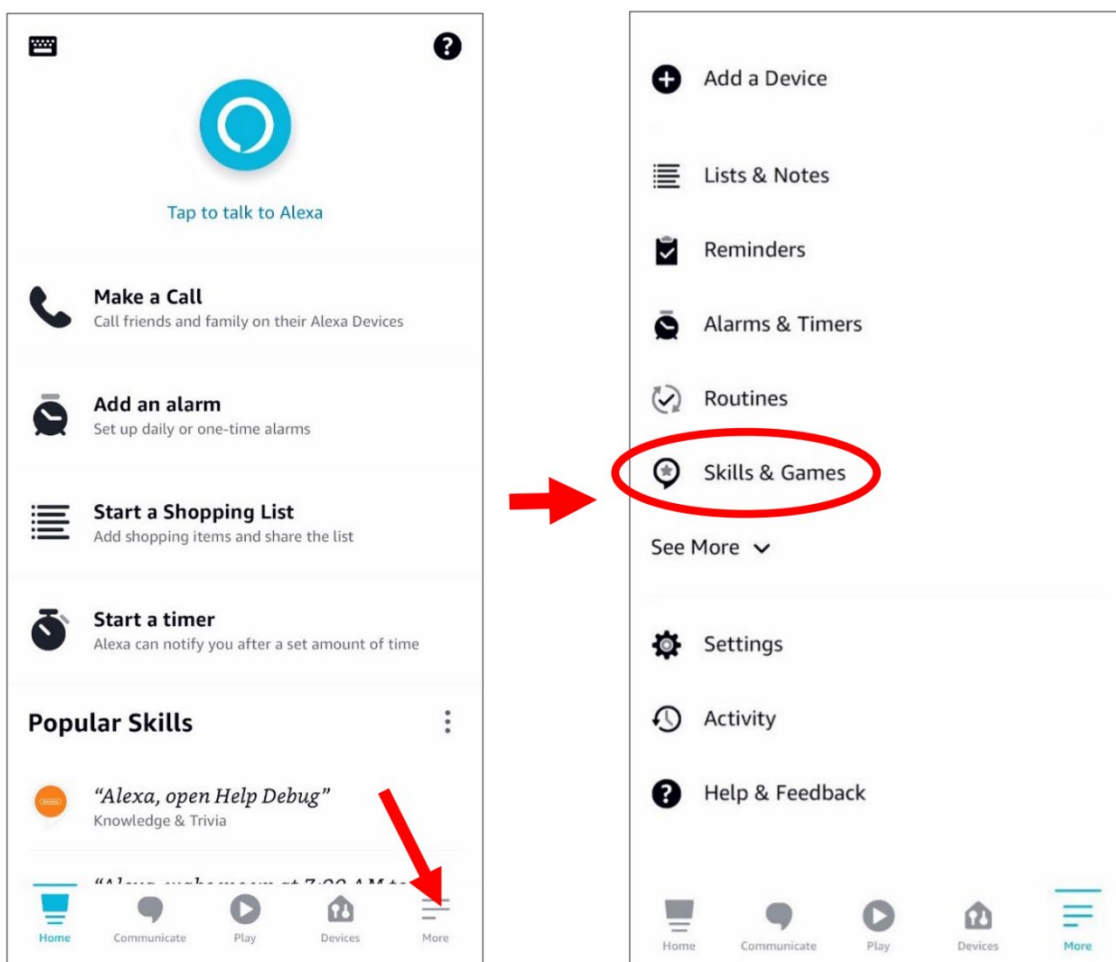 Tap to talk to Alexa
Make a Call
Call friends and family on their Alexa Devices
Add an alarm
Set up daily or one-time alarms
Start a Shopping List
Add shopping items and share the list
Start a timer
Alexa can notify you after a set amount of time
Popular Skills
“Alexa, open Help Debug”
Knowledge & Trivia
Home
Communicate
Play
Devices
More
Add a Device
Lists & Notes
Reminders
Alarms & Timers
Routines
Skills & Games
See More
Settings
Activity
Help & Feedback
Home
Communicate
Play
Devices
More